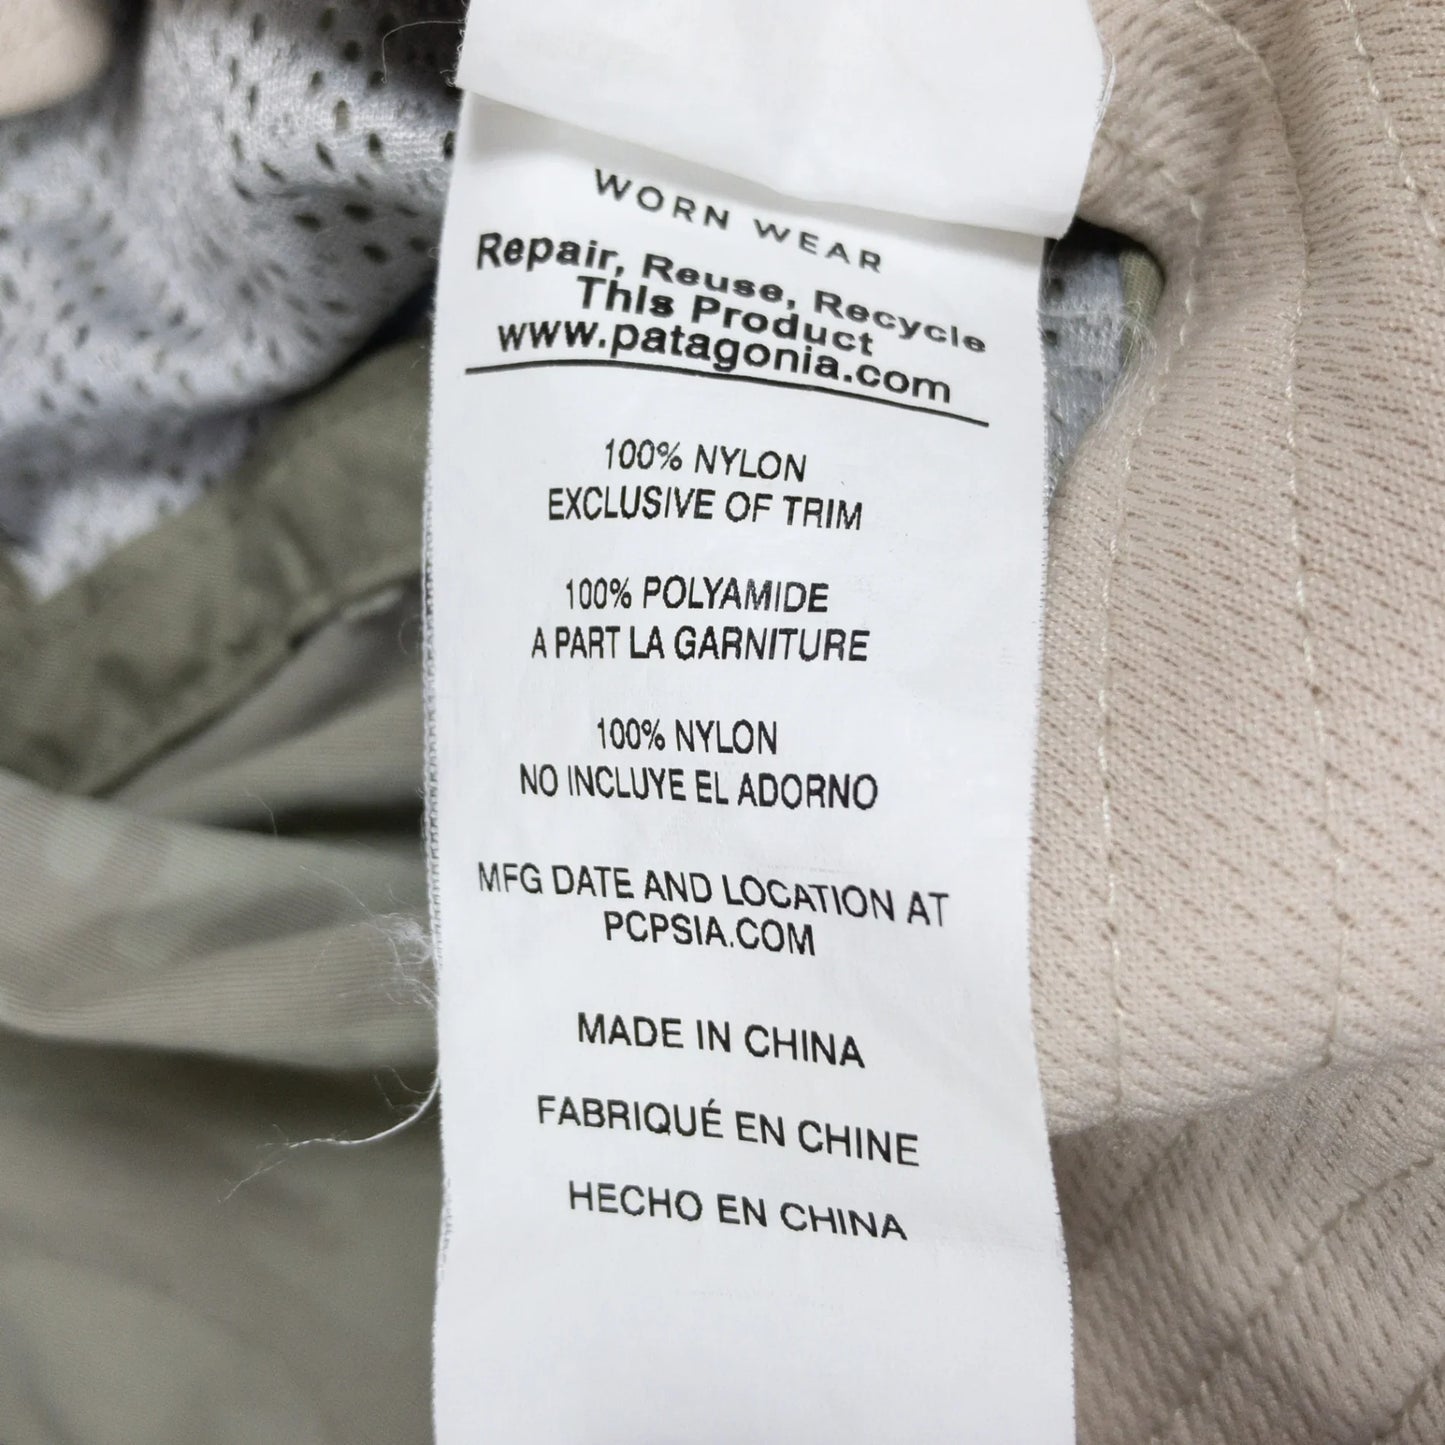 WORN WEAR
Repair, Reuse, Recycle
This Product
www.patagonia.com
100% NYLON
EXCLUSIVE OF TRIM
100% POLYAMIDE
A PART LA GARNITURE
100% NYLON
NO INCLUYE EL ADORNO
MFG DATE AND LOCATION AT
PCPSIA.COM
MADE IN CHINA
FABRIQUÉ EN CHINE
HECHO EN CHINA